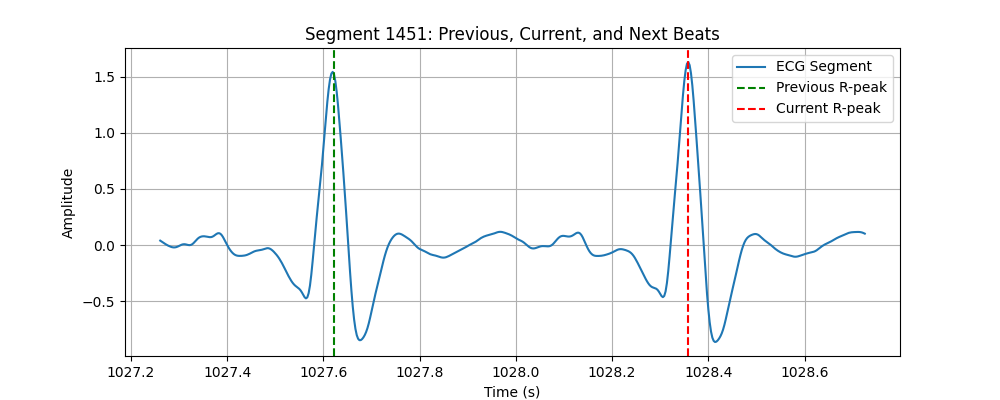 Segment 1451: Previous, Current, and Next Beats
ECG Segment
Previous R-peak
Current R-peak
Amplitude
1.5
1.0
0.5
0.0
−0.5
1027.2 1027.4 1027.6 1027.8 1028.0 1028.2 1028.4 1028.6
Time (s)